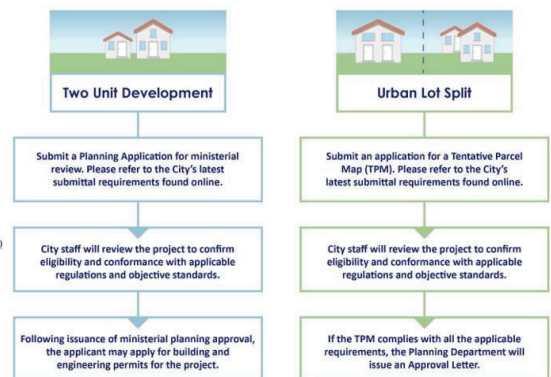 Two Unit Development
Submit a Planning Application for ministerial
review. Please refer to the City's latest
submittal requirements found online.
City staff will review the project to confirm
eligibility and conformance with applicable
regulations and objective standards.
Following issuance of ministerial planning approval,
the applicant may apply for building and
engineering permits for the project.
Urban Lot Split
Submit an application for a Tentative Parcel
Map (TPM). Please refer to the City's
latest submittal requirements found online.
City staff will review the project to confirm
eligibility and conformance with applicable
regulations and objective standards.
If the TPM complies with all the applicable
requirements, the Planning Department will
issue an Approval Letter.